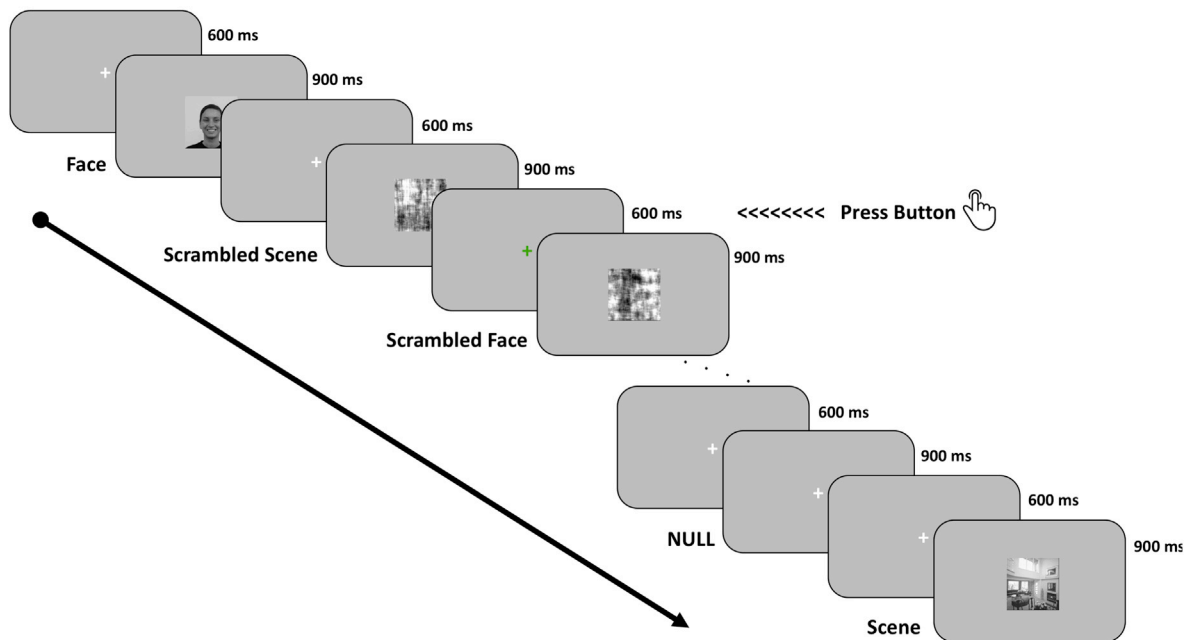 600 ms
900 ms
Face
600 ms
900 ms
Scrambled Scene
600 ms
<<<<<<<< Press Button
900 ms
Scrambled Face
600 ms
900 ms
NULL
600 ms
900 ms
Scene